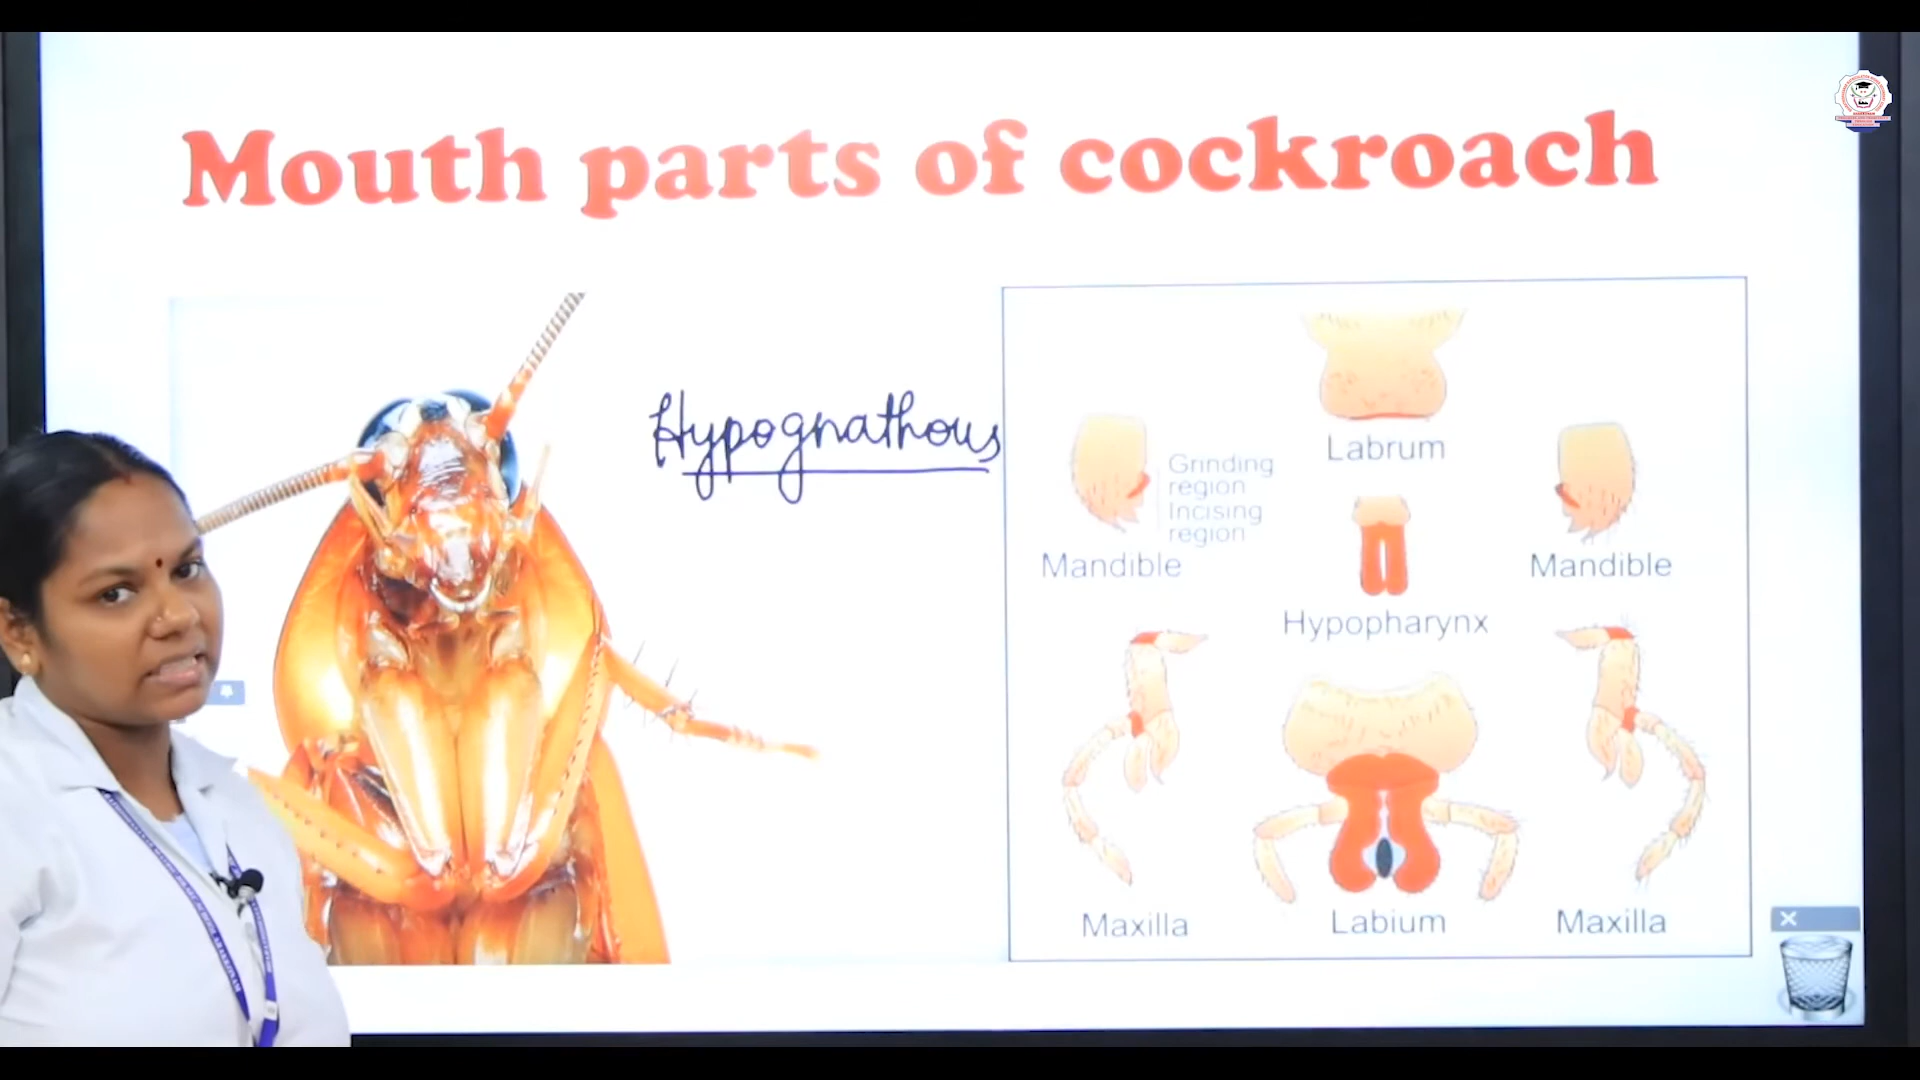 Mouth parts of cockroach
Hypognathous
Labrum
Grinding
region
Incising
region
Mandible
Mandible
Hypopharynx
Maxilla
Labium
Maxilla